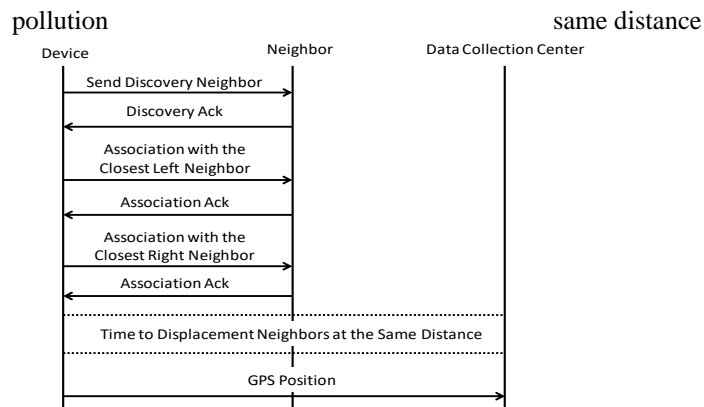 pollution same distance
Device Neighbor Data Collection Center
Send Discovery Neighbor
Discovery Ack
Association with the
Closest Left Neighbor
Association Ack
Association with the
Closest Right Neighbor
Association Ack
Time to Displacement Neighbors at the Same Distance
GPS Position